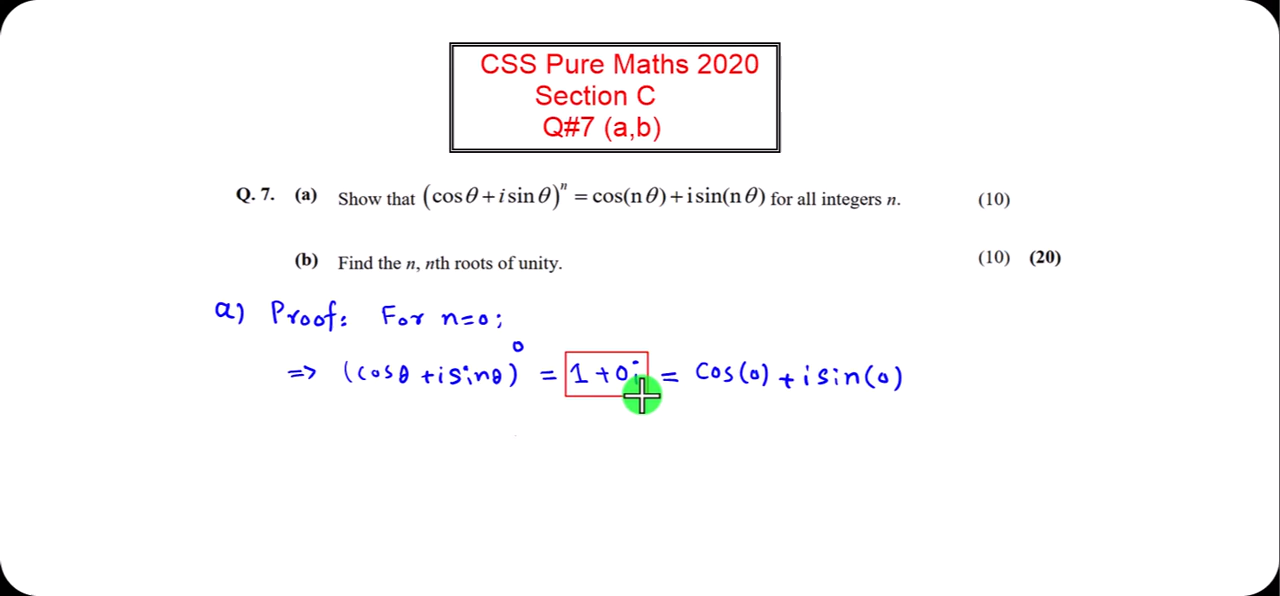 CSS Pure Maths 2020
Section C
Q#7 (a,b)
Q. 7. (a) Show that (cosθ + i sinθ)ⁿ = cos(nθ) + i sin(nθ) for all integers n. (10)
(b) Find the n, nth roots of unity. (10) (20)
a) Proof: For n=0;
=> (cosθ + i sinθ)⁰ = 1 + 0i = cos(0) + i sin(0)